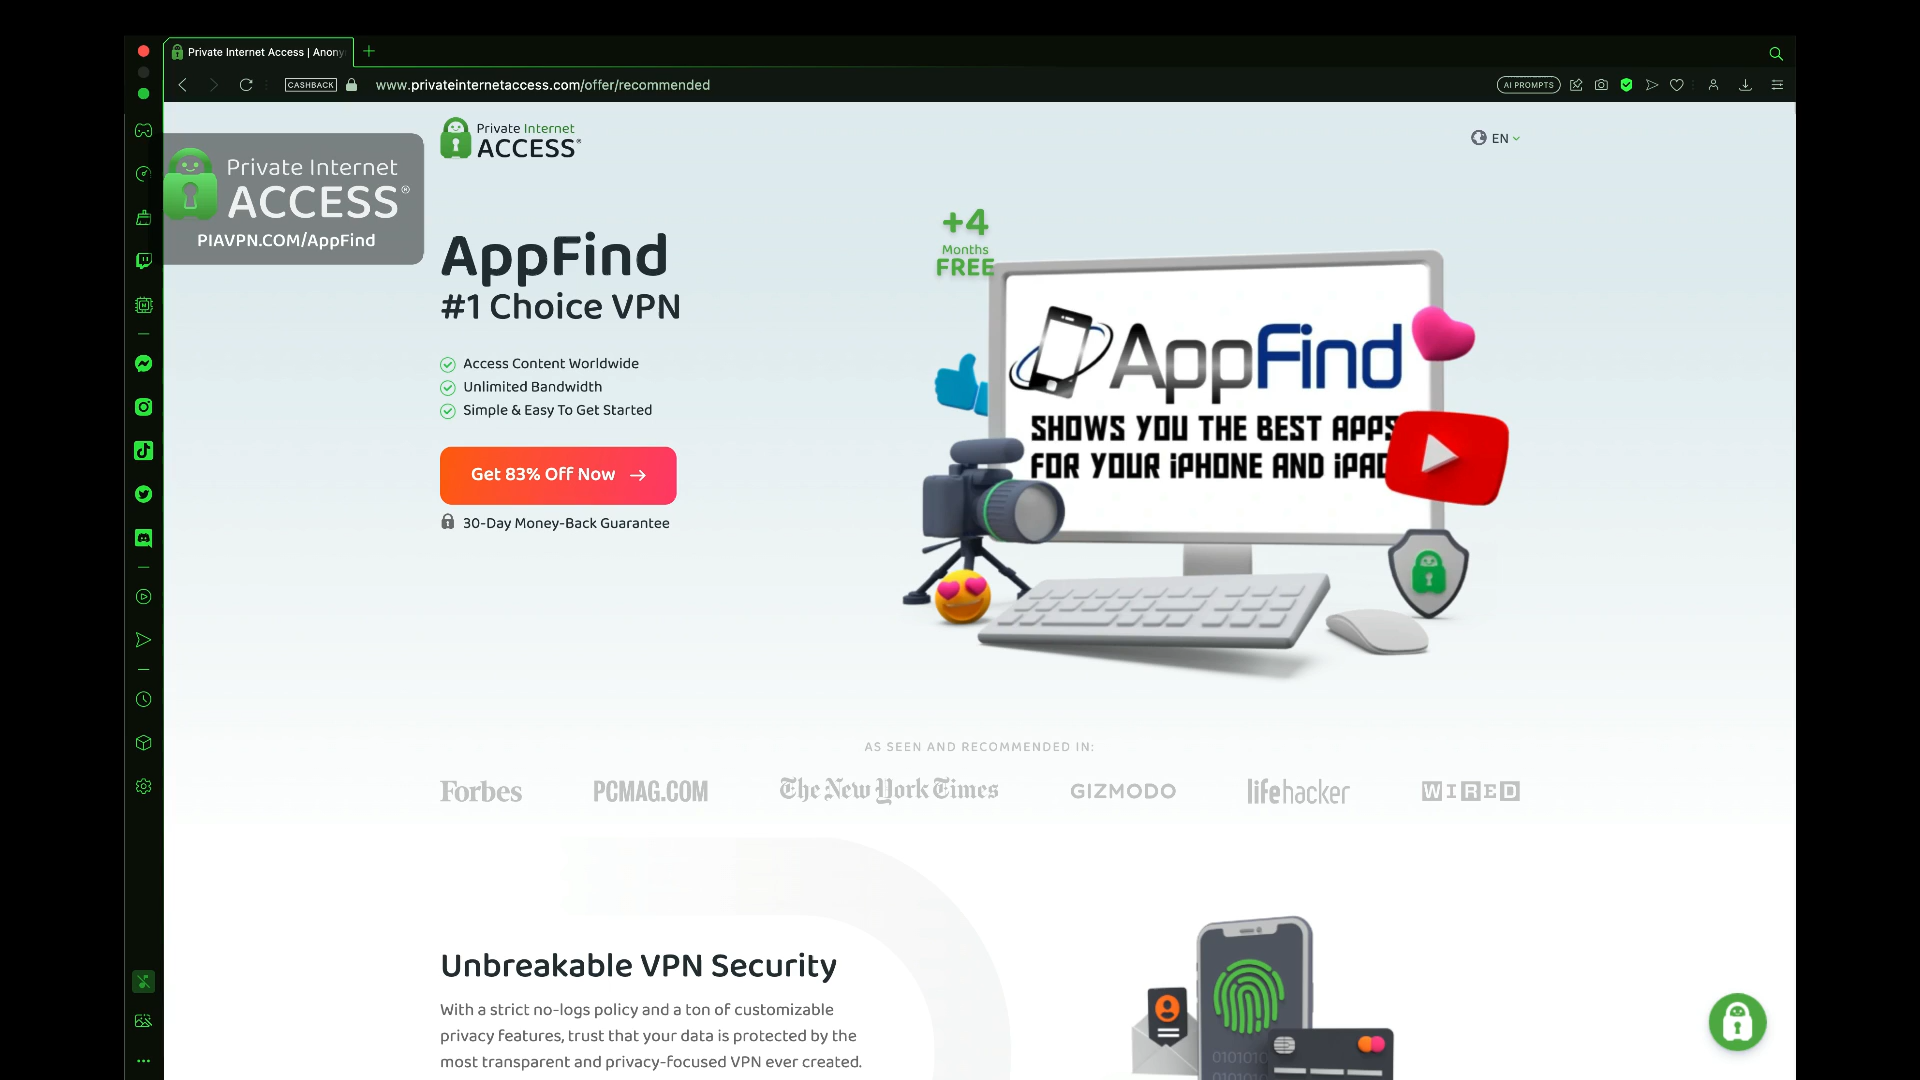 Private Internet Access | Anony
CASHBACK
www.privateinternetaccess.com/offer/recommended
AI PROMPTS
Private Internet
ACCESS®
EN
Private Internet
ACCESS®
PIAVPN.COM/AppFind
AppFind
#1 Choice VPN
Access Content Worldwide
Unlimited Bandwidth
Simple & Easy To Get Started
Get 83% Off Now
30-Day Money-Back Guarantee
+4
Months
FREE
AppFind
SHOWS YOU THE BEST APPS
FOR YOUR iPHONE AND iPAD
AS SEEN AND RECOMMENDED IN:
Forbes
PCMAG.COM
The New York Times
GIZMODO
lifehacker
WIRED
Unbreakable VPN Security
With a strict no-logs policy and a ton of customizable
privacy features, trust that your data is protected by the
most transparent and privacy-focused VPN ever created.